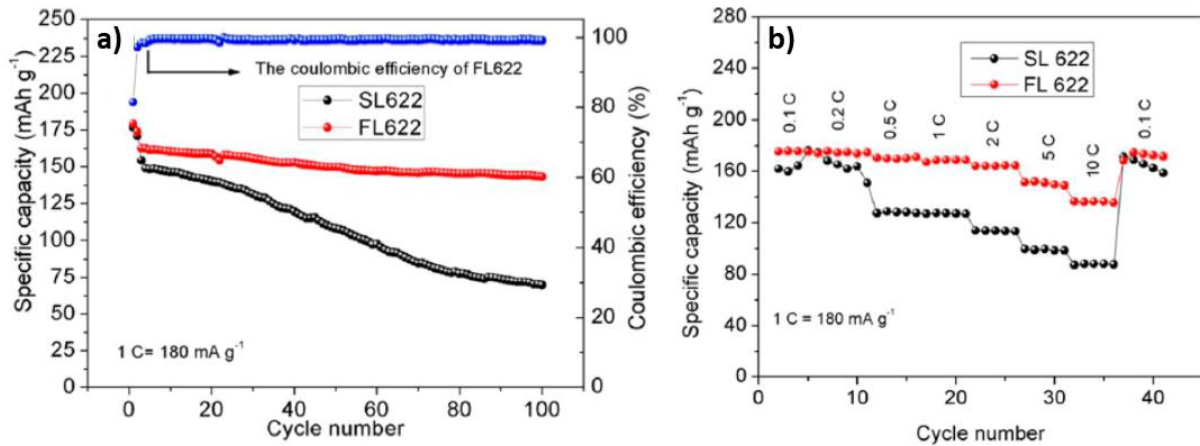 a)
250
225
200
175
150
125
100
75
50
25
0
Specific capacity (mAh g⁻¹)
The coulombic efficiency of FL622
SL622
FL622
1 C= 180 mA g⁻¹
0 20 40 60 80 100
Cycle number
100
80
60
40
20
0
Coulombic efficiency (%)
b)
280
240
200
160
120
80
40
0
Specific capacity (mAh g⁻¹)
SL 622
FL 622
0.1 C
0.2 C
0.5 C
1 C
2 C
5 C
10 C
0.1 C
1 C = 180 mA g⁻¹
0 10 20 30 40
Cycle number